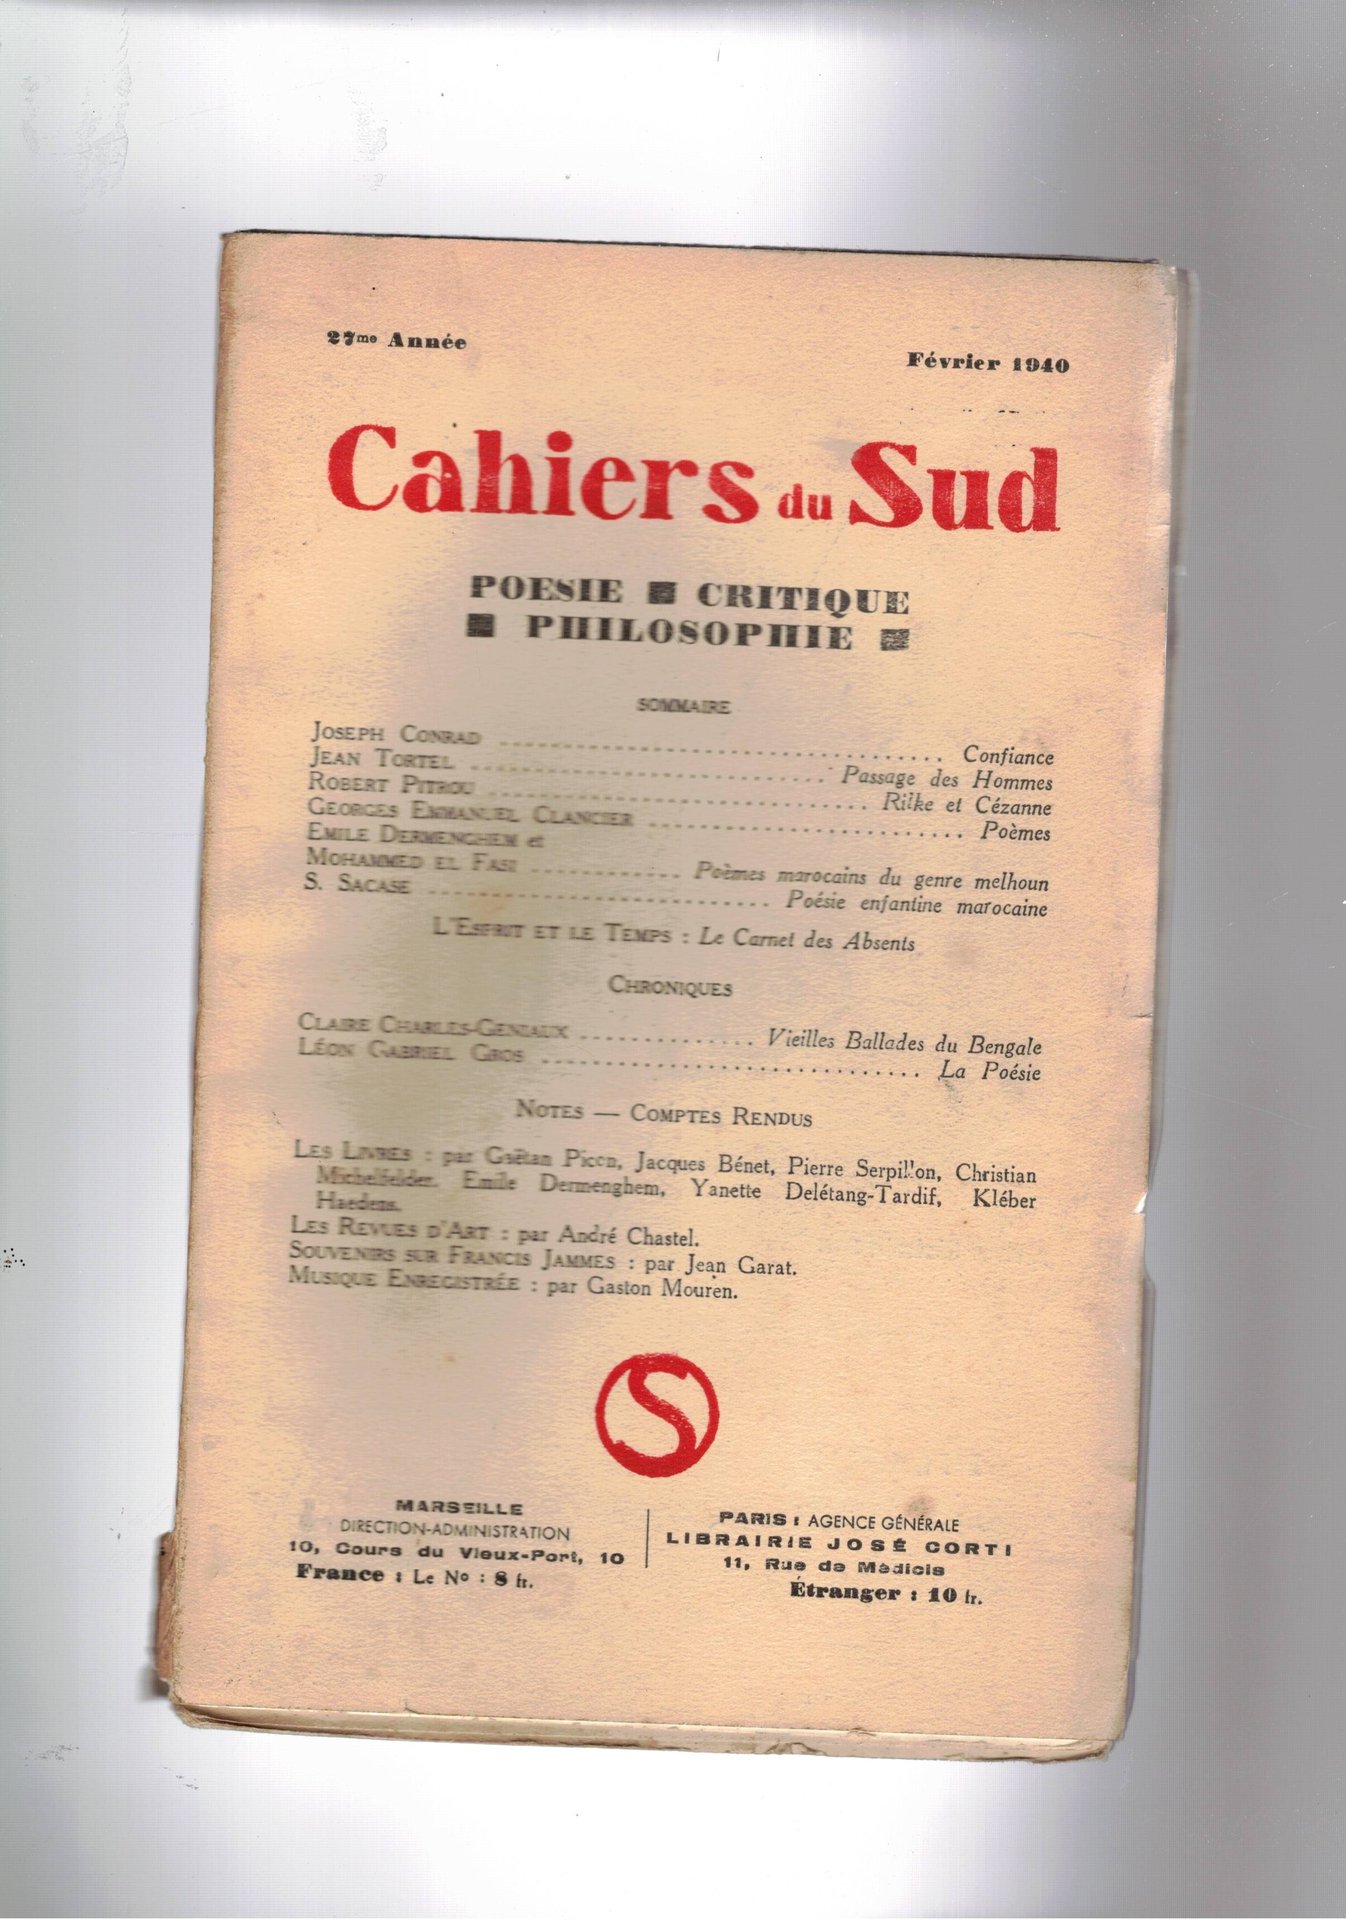 27me Année
Février 1940
Cahiers du Sud
POESIE ■ CRITIQUE
■ PHILOSOPHIE ■
SOMMAIRE
JOSEPH CONRAD ........ Confiance
JEAN TORTEL ........ Passage des Hommes
ROBERT PITROU ........ Rilke et Cézanne
GEORGES EMMANUEL CLANCIER ........ Poèmes
EMILE DERMENGHEM et
MOHAMMED EL FASI ........ Poèmes marocains du genre melhoun
S. SACASE ........ Poésie enfantine marocaine
L'ESPRIT ET LE TEMPS : Le Carnet des Absents
CHRONIQUES
CLAIRE CHARLES-GENIAUX ........ Vieilles Ballades du Bengale
LÉON GABRIEL GROS ........ La Poésie
NOTES — COMPTES RENDUS
LES LIVRES : par Gaëtan Picon, Jacques Bénet, Pierre Serpillon, Christian
Michelfelder, Emile Dermenghem, Yanette Delétang-Tardif, Kléber
Haedens.
LES REVUES D'ART : par André Chastel.
SOUVENIRS SUR FRANCIS JAMMES : par Jean Garat.
MUSIQUE ENREGISTRÉE : par Gaston Mouren.
S
MARSEILLE
DIRECTION-ADMINISTRATION
10, Cours du Vieux-Port, 10
France : Le No : 8 fr.
PARIS : AGENCE GÉNÉRALE
LIBRAIRIE JOSÉ CORTI
11, Rue de Médicis
Étranger : 10 fr.